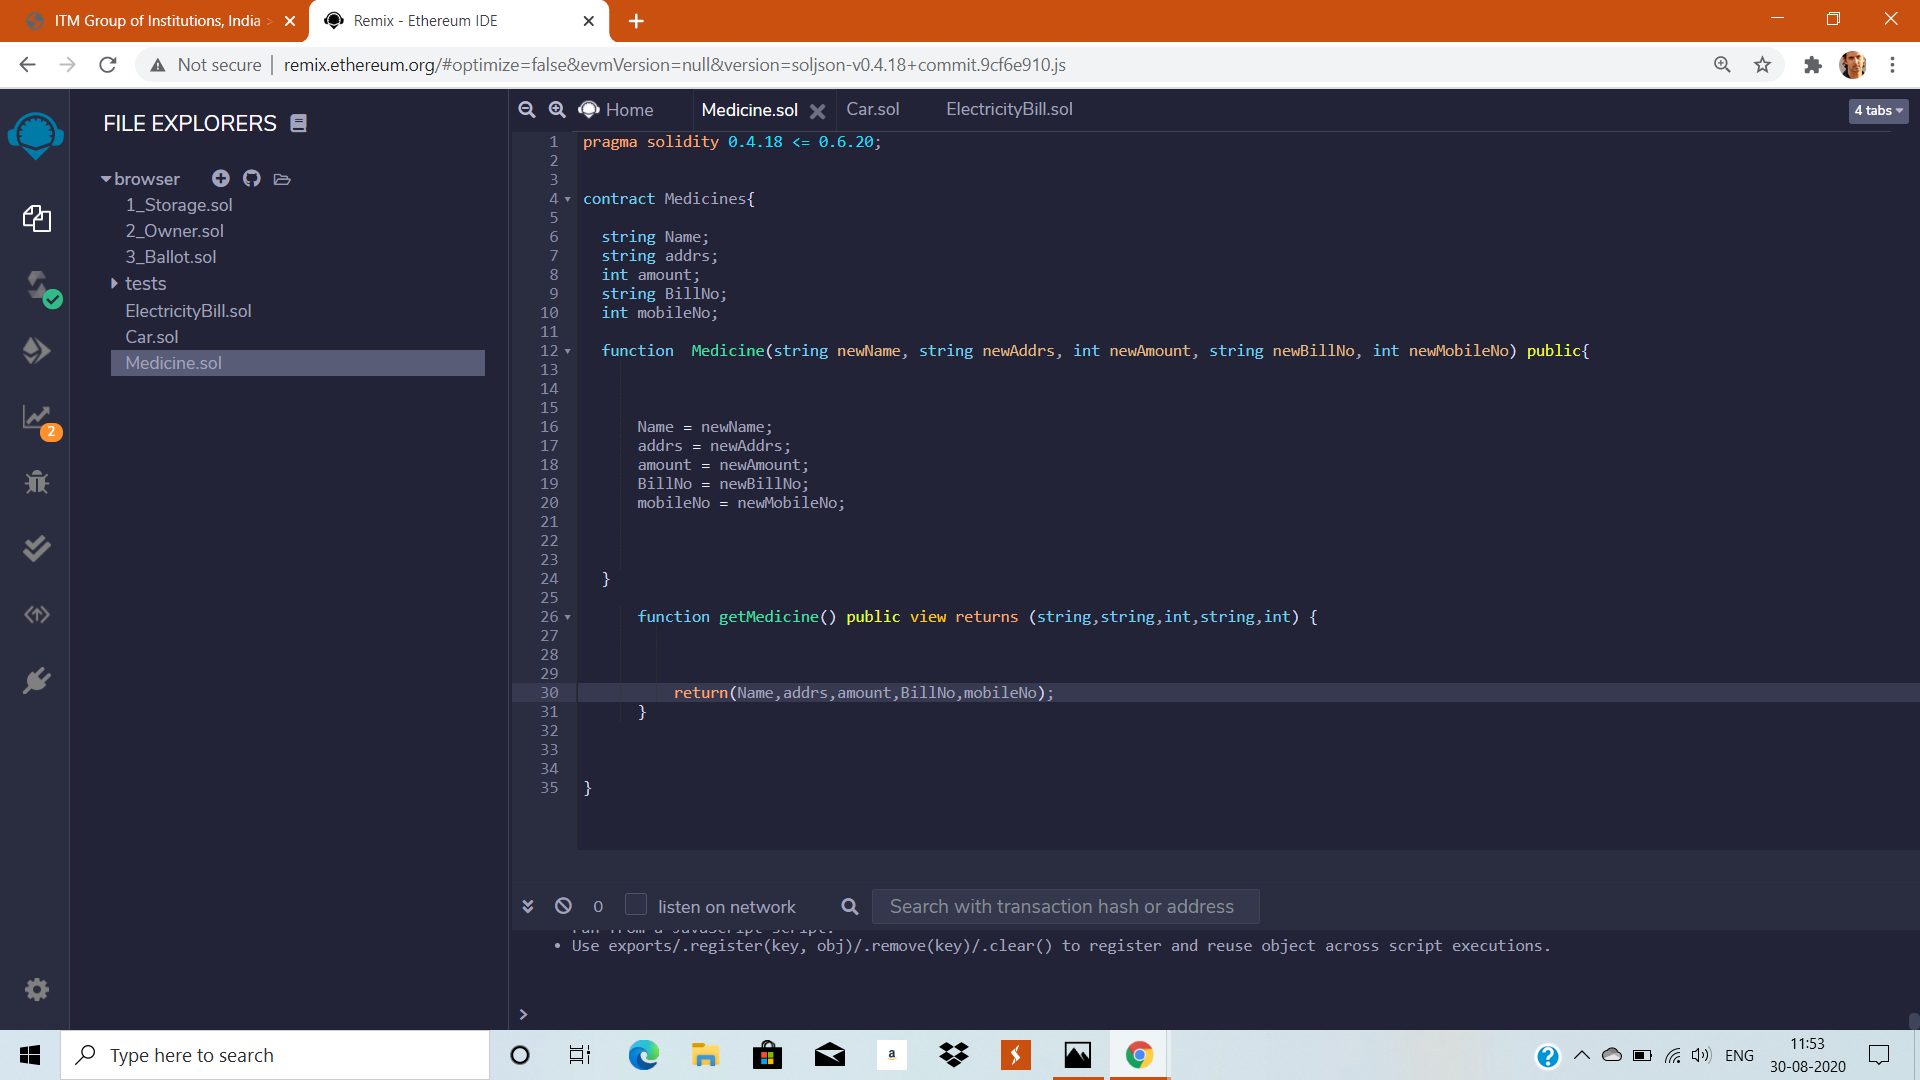 ITM Group of Institutions, India >
Remix - Ethereum IDE
Not secure
remix.ethereum.org/#optimize=false&evmVersion=null&version=soljson-v0.4.18+commit.9cf6e910.js
FILE EXPLORERS
browser
1_Storage.sol
2_Owner.sol
3_Ballot.sol
tests
ElectricityBill.sol
Car.sol
Medicine.sol
2
Home
Medicine.sol
Car.sol
ElectricityBill.sol
4 tabs
1 pragma solidity 0.4.18 <= 0.6.20;
2
3
4 contract Medicines{
5
6 string Name;
7 string addrs;
8 int amount;
9 string BillNo;
10 int mobileNo;
11
12 function  Medicine(string newName, string newAddrs, int newAmount, string newBillNo, int newMobileNo) public{
13
14
15
16 Name = newName;
17 addrs = newAddrs;
18 amount = newAmount;
19 BillNo = newBillNo;
20 mobileNo = newMobileNo;
21
22
23
24 }
25
26 function getMedicine() public view returns (string,string,int,string,int) {
27
28
29
30 return(Name,addrs,amount,BillNo,mobileNo);
31 }
32
33
34
35 }
0
listen on network
Search with transaction hash or address
• Use exports/.register(key, obj)/.remove(key)/.clear() to register and reuse object across script executions.
>
Type here to search
a
ENG
11:53
30-08-2020